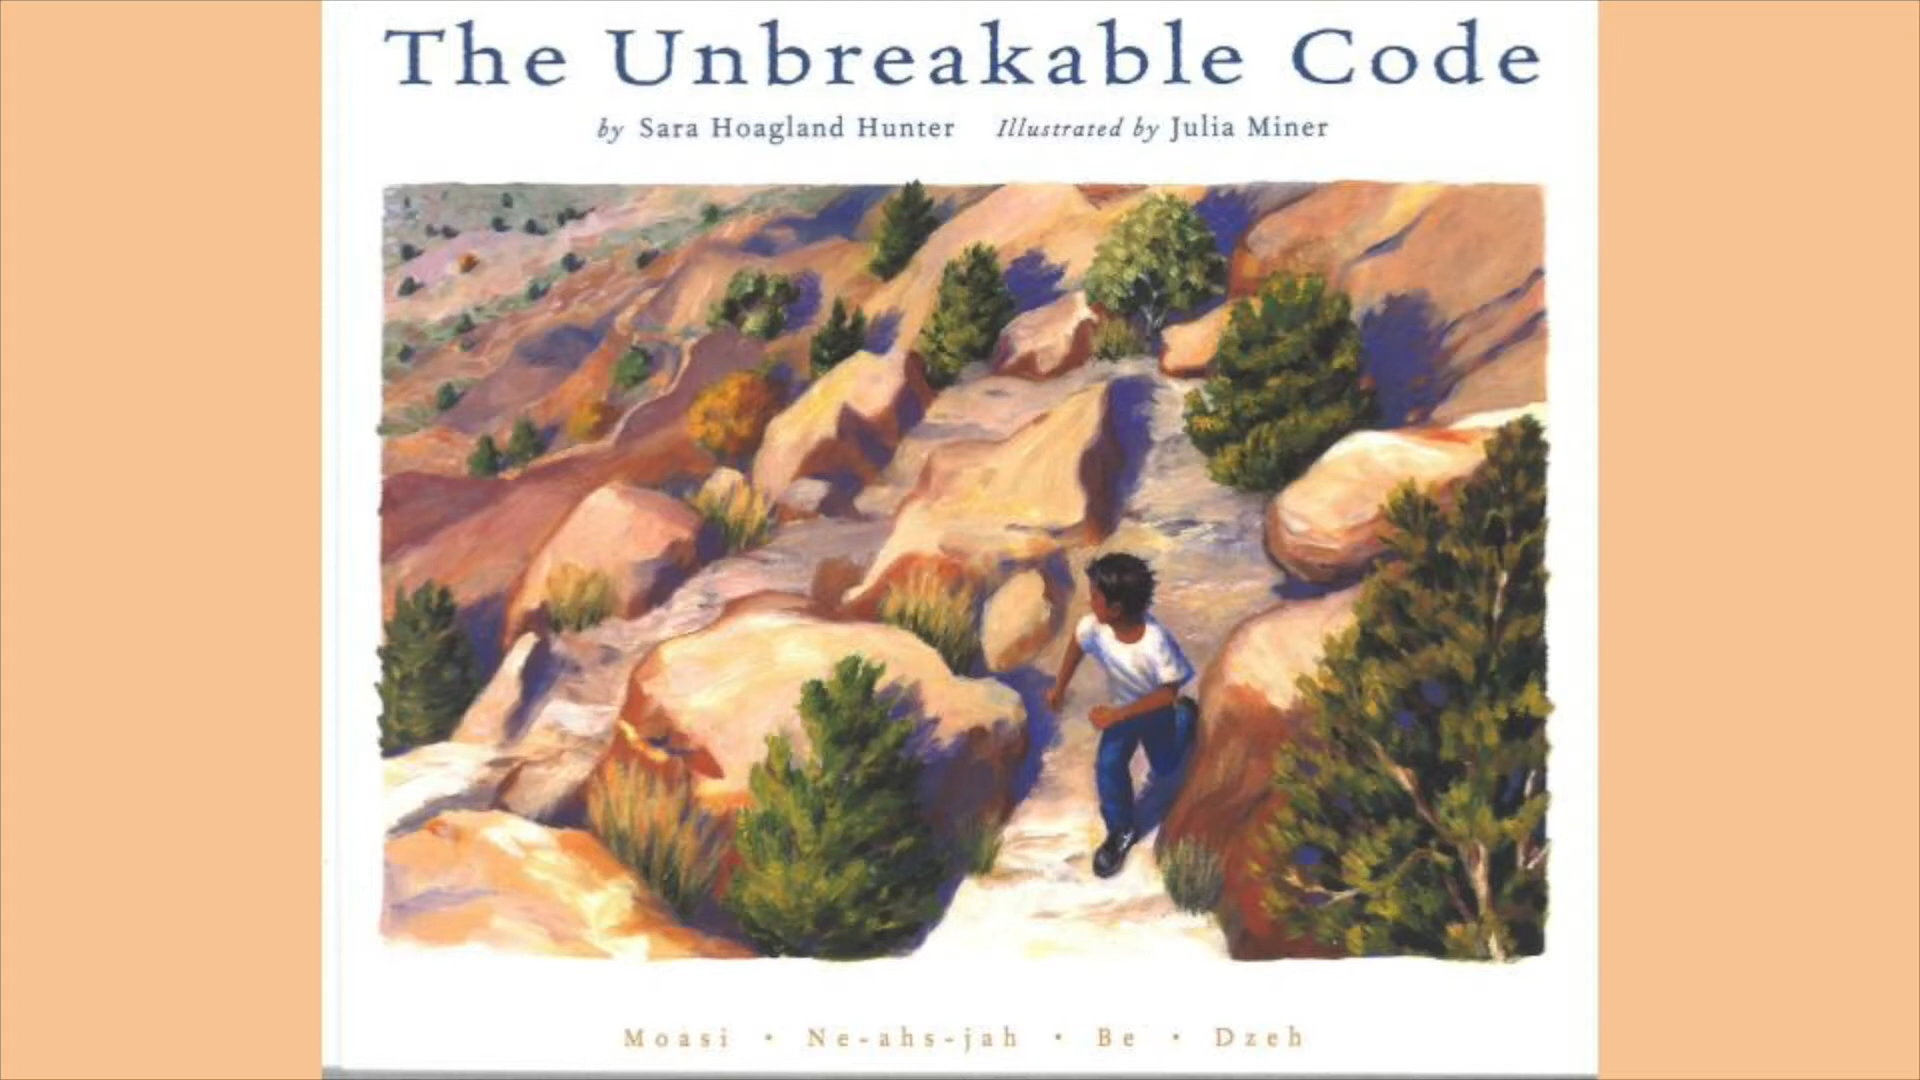 The Unbreakable Code
by Sara Hoagland Hunter Illustrated by Julia Miner
Moasi • Ne-ahs-jah • Be • Dzeh